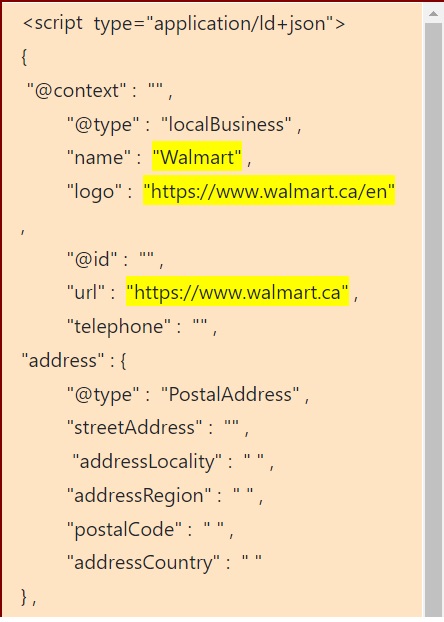 <script type="application/ld+json">
{
"@context" : "" ,
"@type" : "localBusiness" ,
"name" : "Walmart" ,
"logo" : "https://www.walmart.ca/en"
,
"@id" : "" ,
"url" : "https://www.walmart.ca" ,
"telephone" : "" ,
"address" : {
"@type" : "PostalAddress" ,
"streetAddress" : "" ,
"addressLocality" : " " ,
"addressRegion" : " " ,
"postalCode" : " " ,
"addressCountry" : " "
} ,